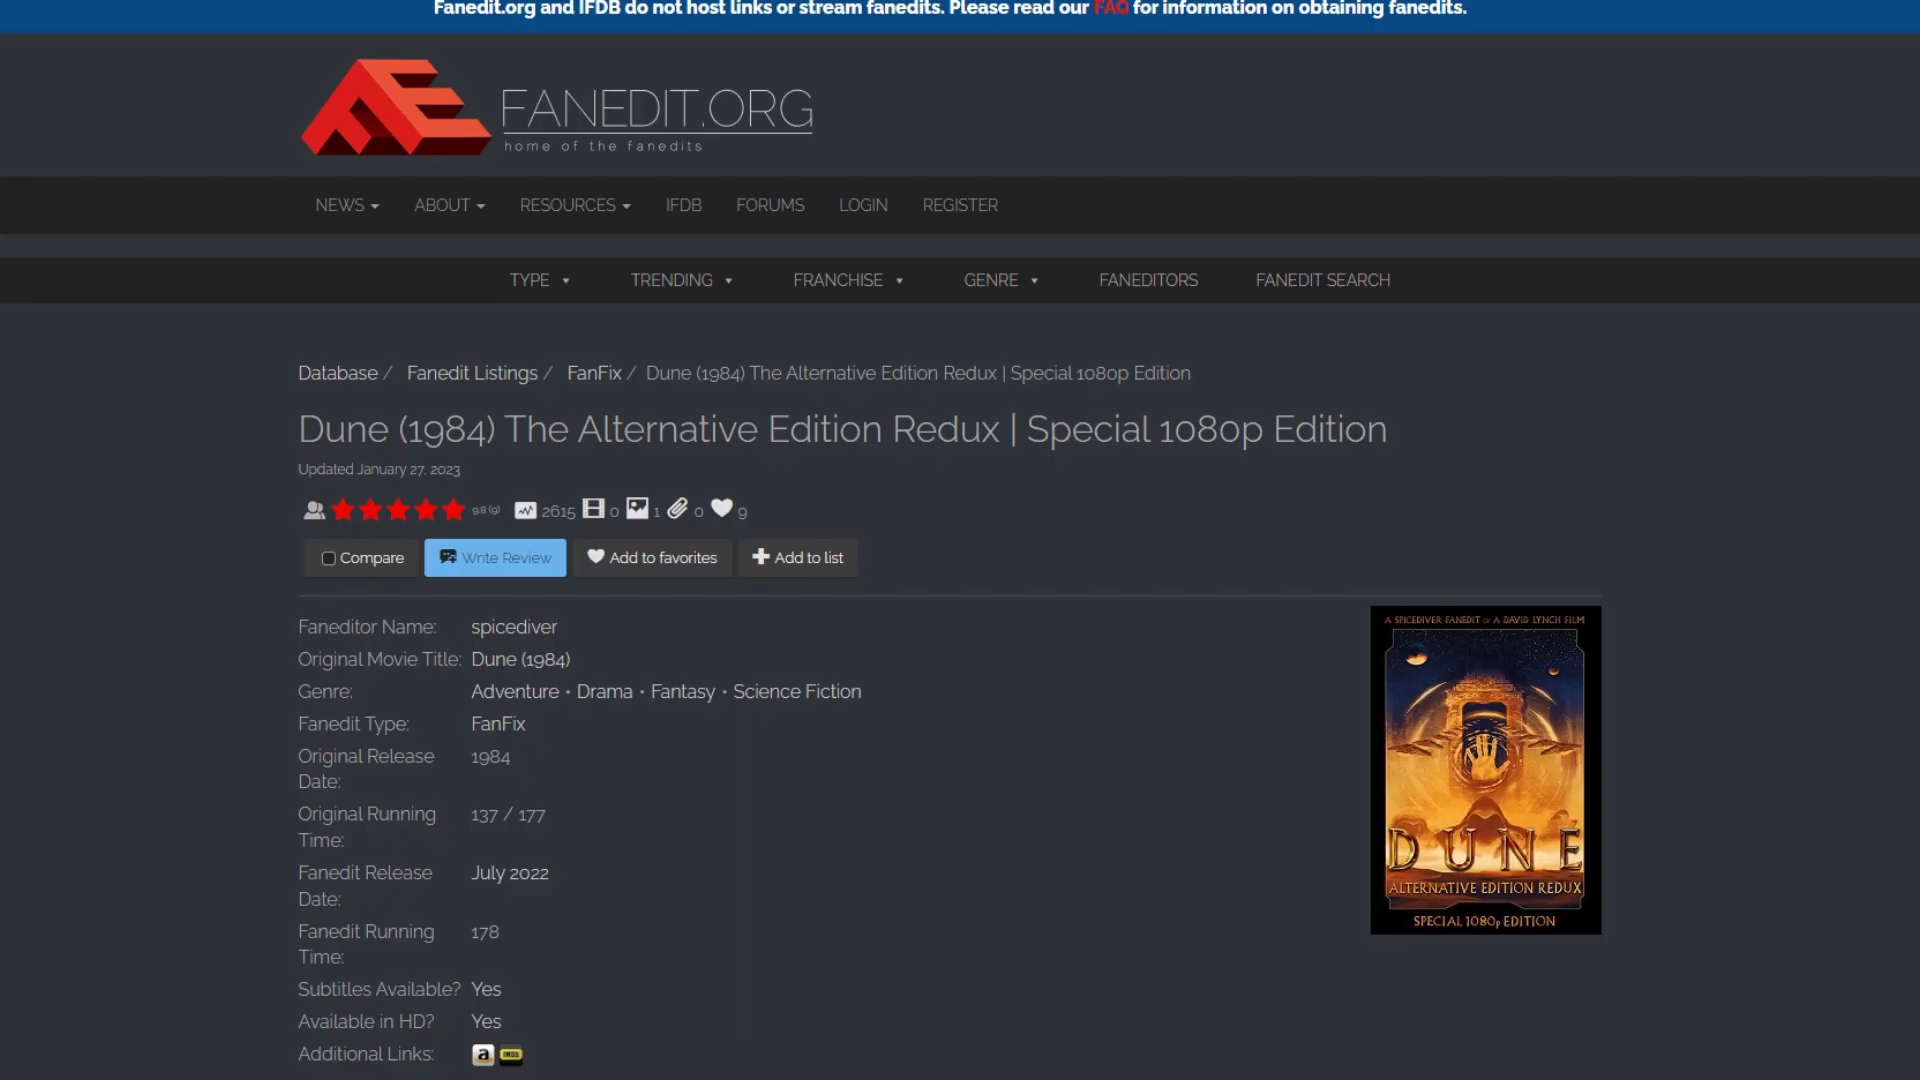 Fanedit.org and IFDB do not host links or stream fanedits. Please read our FAQ for information on obtaining fanedits.
FANEDIT.ORG
home of the fanedits
NEWS ABOUT RESOURCES IFDB FORUMS LOGIN REGISTER
TYPE TRENDING FRANCHISE GENRE FANEDITORS FANEDIT SEARCH
Database / Fanedit Listings / FanFix / Dune (1984) The Alternative Edition Redux | Special 1080p Edition
Dune (1984) The Alternative Edition Redux | Special 1080p Edition
Updated January 27, 2023
9.8 (9) 2615 0 1 0 9
Compare Write Review Add to favorites Add to list
Faneditor Name: spicediver
Original Movie Title: Dune (1984)
Genre: Adventure • Drama • Fantasy • Science Fiction
Fanedit Type: FanFix
Original Release Date: 1984
Original Running Time: 137 / 177
Fanedit Release Date: July 2022
Fanedit Running Time: 178
Subtitles Available? Yes
Available in HD? Yes
Additional Links: a IMDb
A SPICEDIVER FANEDIT OF A DAVID LYNCH FILM
DUNE
ALTERNATIVE EDITION REDUX
SPECIAL 1080p EDITION